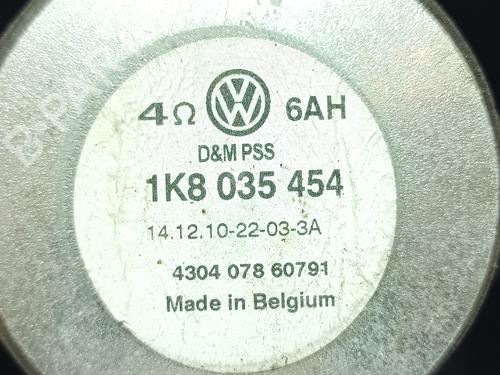 4Ω 6AH
D&M PSS
1K8 035 454
14.12.10-22-03-3A
4304 078 60791
Made in Belgium